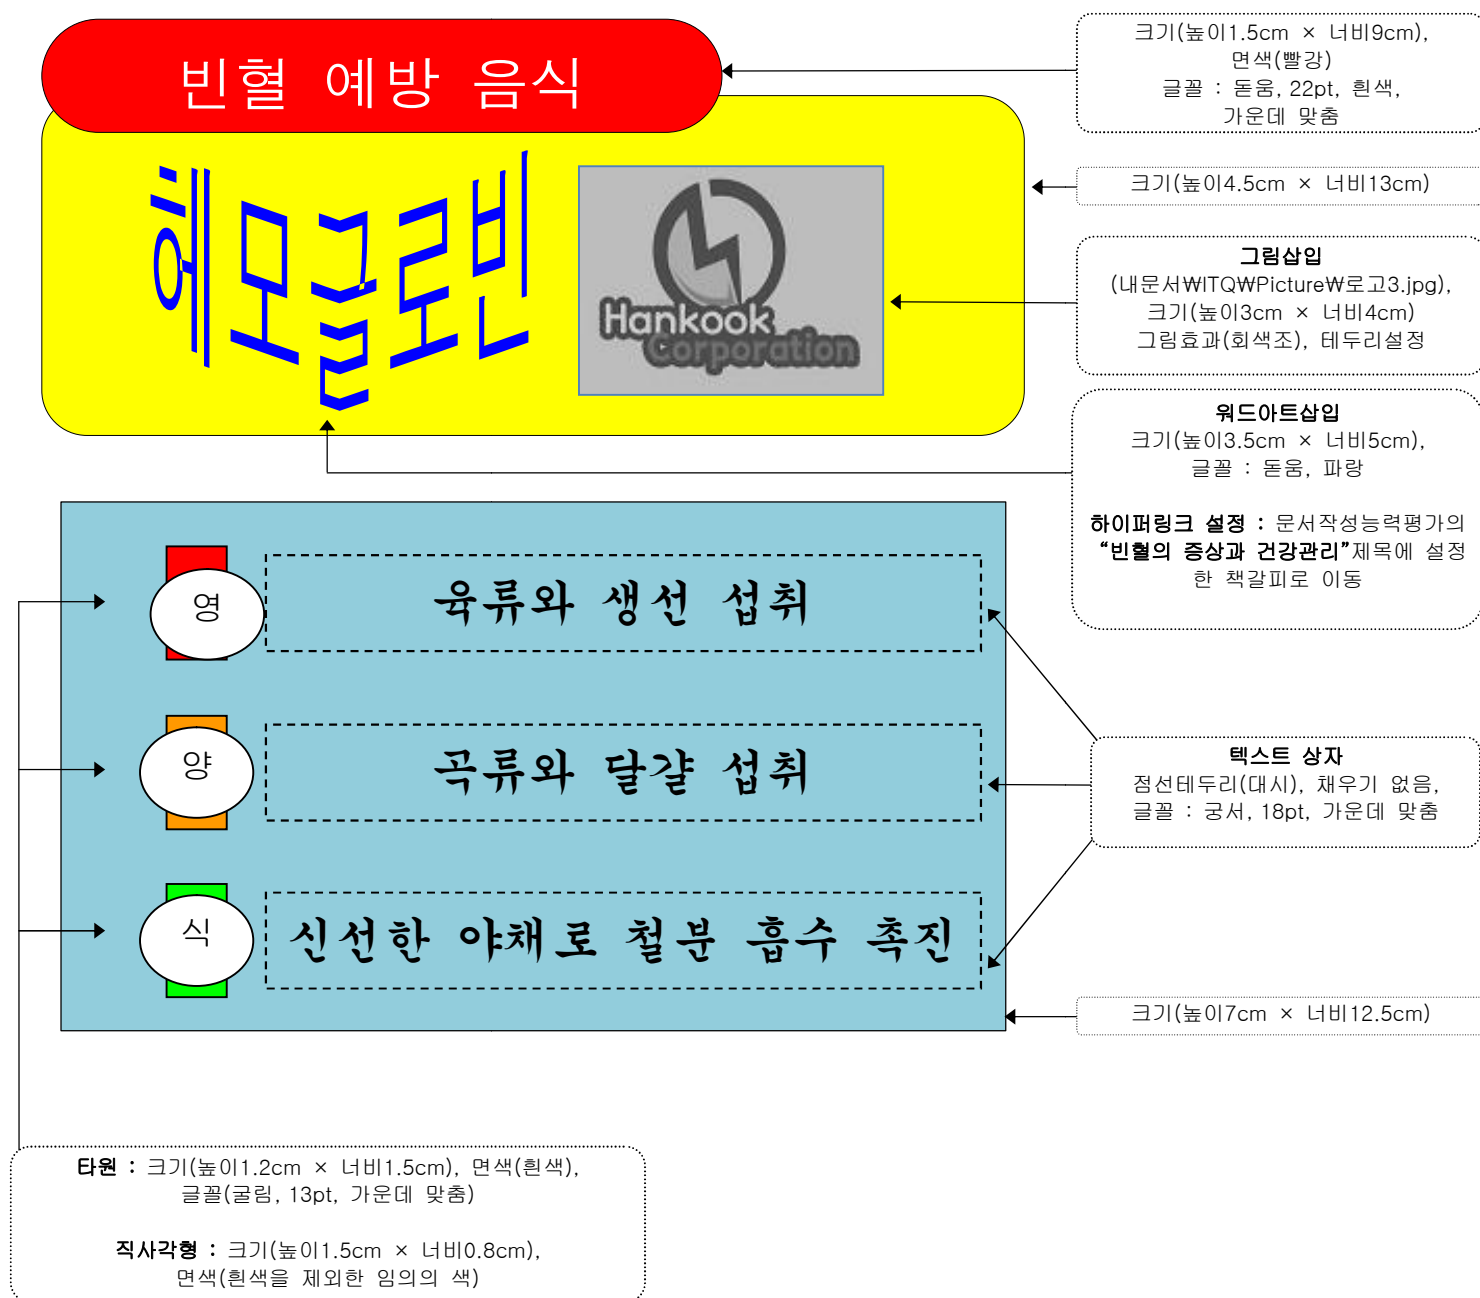 빈혈 예방 음식
크기(높이1.5cm × 너비9cm),
면색(빨강)
글꼴 : 돋움, 22pt, 흰색,
가운데 맞춤
헤모글로빈
Hankook
Corporation
크기(높이4.5cm × 너비13cm)
그림삽입
(내문서₩ITQ₩Picture₩로고3.jpg),
크기(높이3cm × 너비4cm)
그림효과(회색조), 테두리설정
워드아트삽입
크기(높이3.5cm × 너비5cm),
글꼴 : 돋움, 파랑
하이퍼링크 설정 : 문서작성능력평가의
“빈혈의 증상과 건강관리”제목에 설정
한 책갈피로 이동
영
육류와 생선 섭취
양
곡류와 달걀 섭취
식
신선한 야채로 철분 흡수 촉진
텍스트 상자
점선테두리(대시), 채우기 없음,
글꼴 : 궁서, 18pt, 가운데 맞춤
크기(높이7cm × 너비12.5cm)
타원 : 크기(높이1.2cm × 너비1.5cm), 면색(흰색),
글꼴(굴림, 13pt, 가운데 맞춤)
직사각형 : 크기(높이1.5cm × 너비0.8cm),
면색(흰색을 제외한 임의의 색)